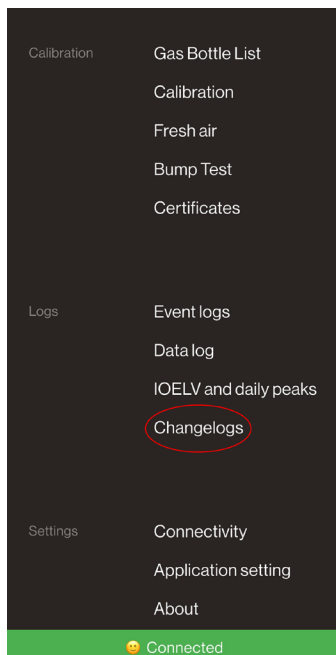 Calibration Gas Bottle List
Calibration
Fresh air
Bump Test
Certificates
Logs Event logs
Data log
IOELV and daily peaks
Changelogs
Settings Connectivity
Application setting
About
Connected